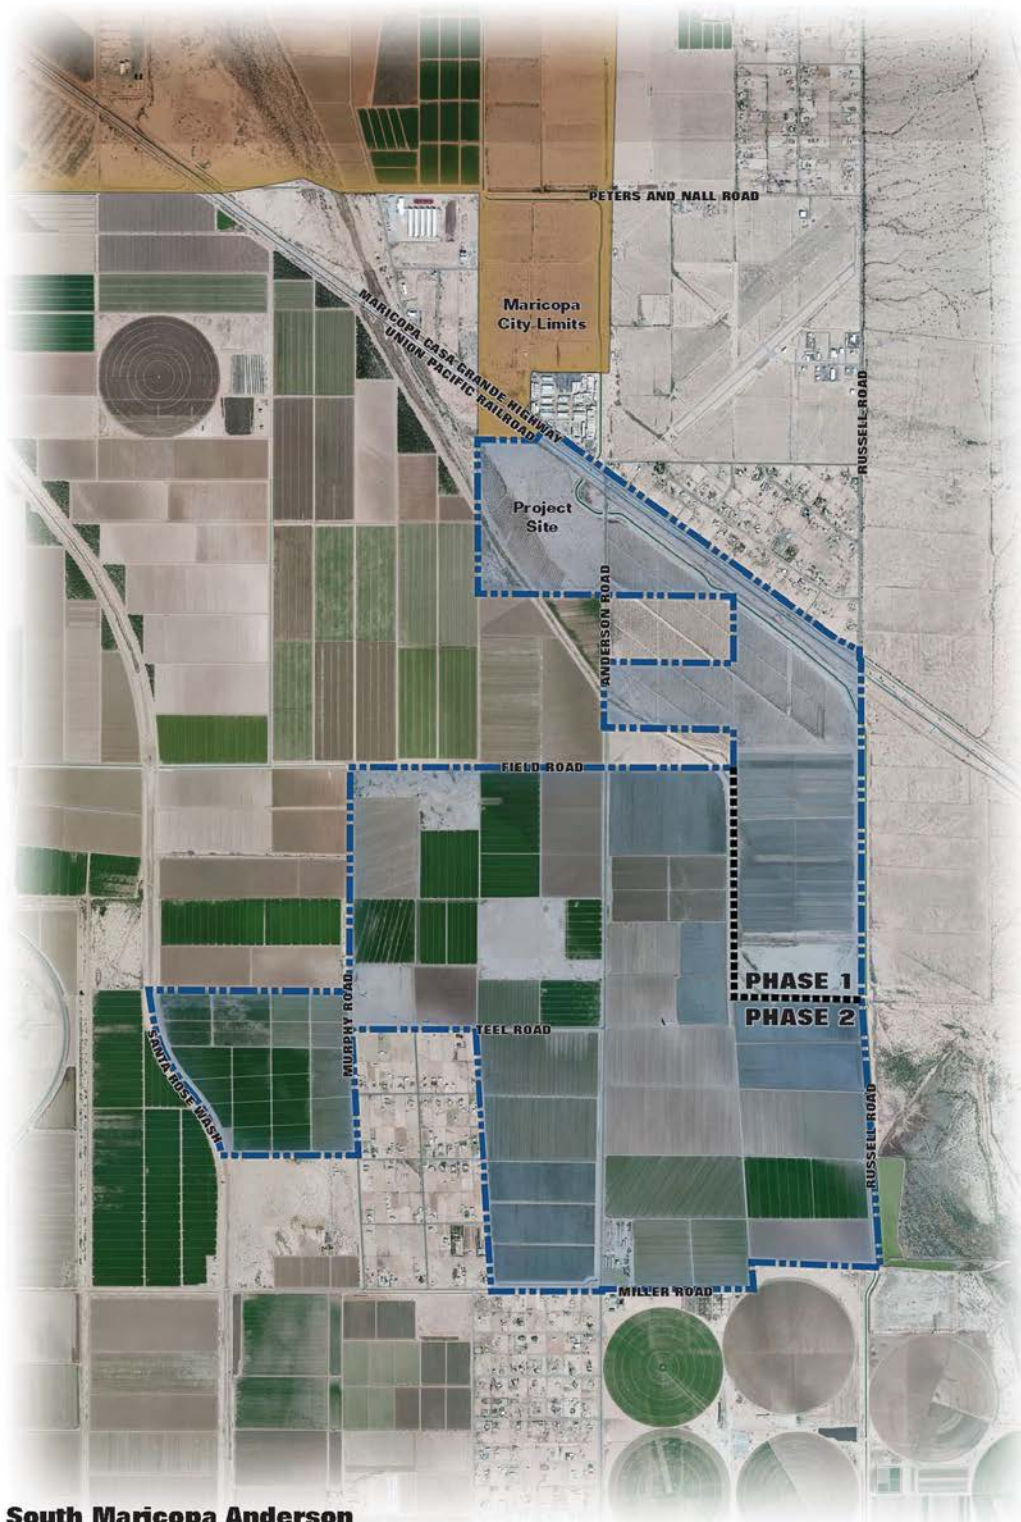 PETERS AND NALL ROAD
Maricopa
City Limits
MARICOPA CASA GRANDE HIGHWAY
UNION PACIFIC RAILROAD
RUSSELL ROAD
Project
Site
ANDERSON ROAD
FIELD ROAD
PHASE 1
PHASE 2
MURPHY ROAD
TEEL ROAD
SANTA ROSE WASH
RUSSELL ROAD
MILLER ROAD
South Maricopa Anderson